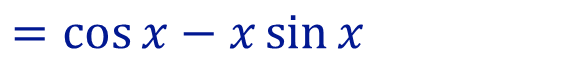 = cos x − x sin x